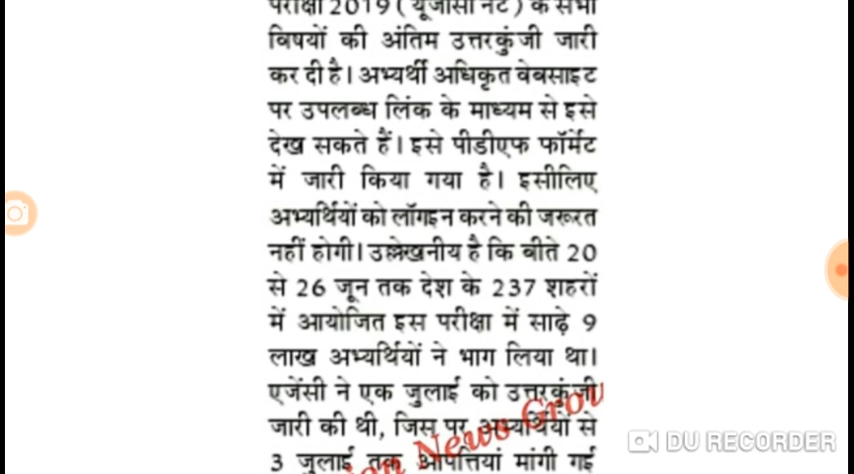 परीक्षा 2019 (यूजीसी नेट) के सभी
विषयों की अंतिम उत्तरकुंजी जारी
कर दी है। अभ्यर्थी अधिकृत वेबसाइट
पर उपलब्ध लिंक के माध्यम से इसे
देख सकते हैं। इसे पीडीएफ फॉर्मेट
में जारी किया गया है। इसीलिए
अभ्यर्थियों को लॉगइन करने की जरूरत
नहीं होगी। उल्लेखनीय है कि बीते 20
से 26 जून तक देश के 237 शहरों
में आयोजित इस परीक्षा में साढ़े 9
लाख अभ्यर्थियों ने भाग लिया था।
एजेंसी ने एक जुलाई को उत्तरकुंजी
जारी की थी, जिस पर अभ्यर्थियों से
3 जुलाई तक आपत्तियां मांगी गई
News
DU RECORDER